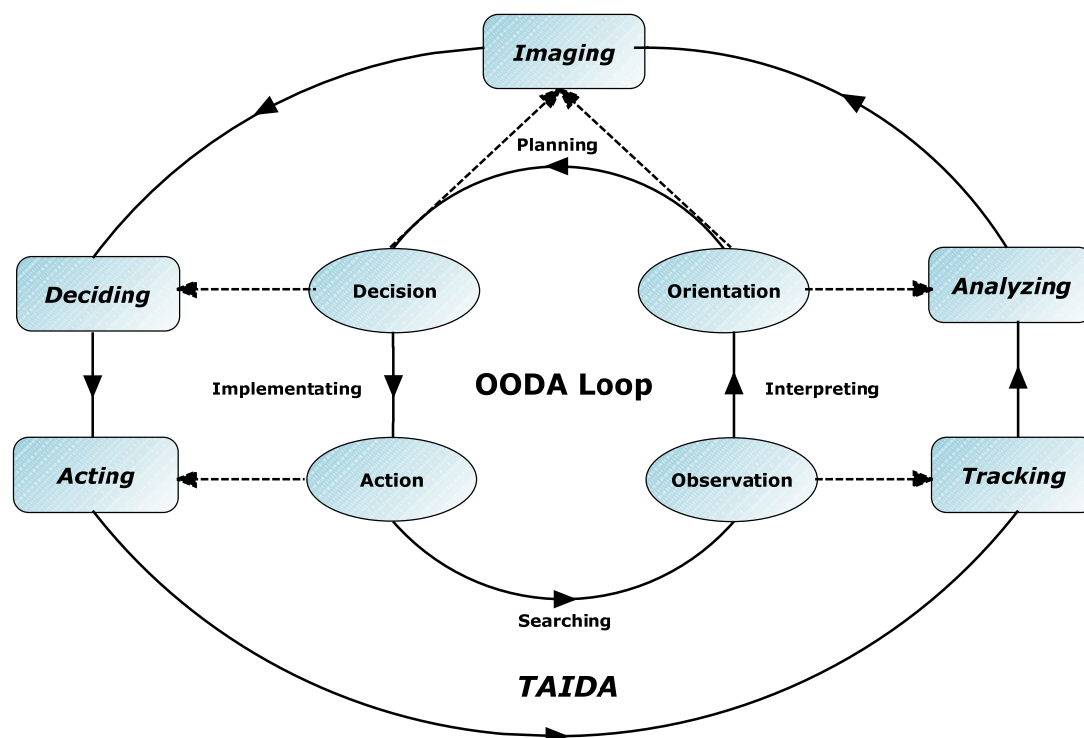 Imaging
Planning
Deciding
Decision
Orientation
Analyzing
Implementating
OODA Loop
Interpreting
Acting
Action
Observation
Tracking
Searching
TAIDA